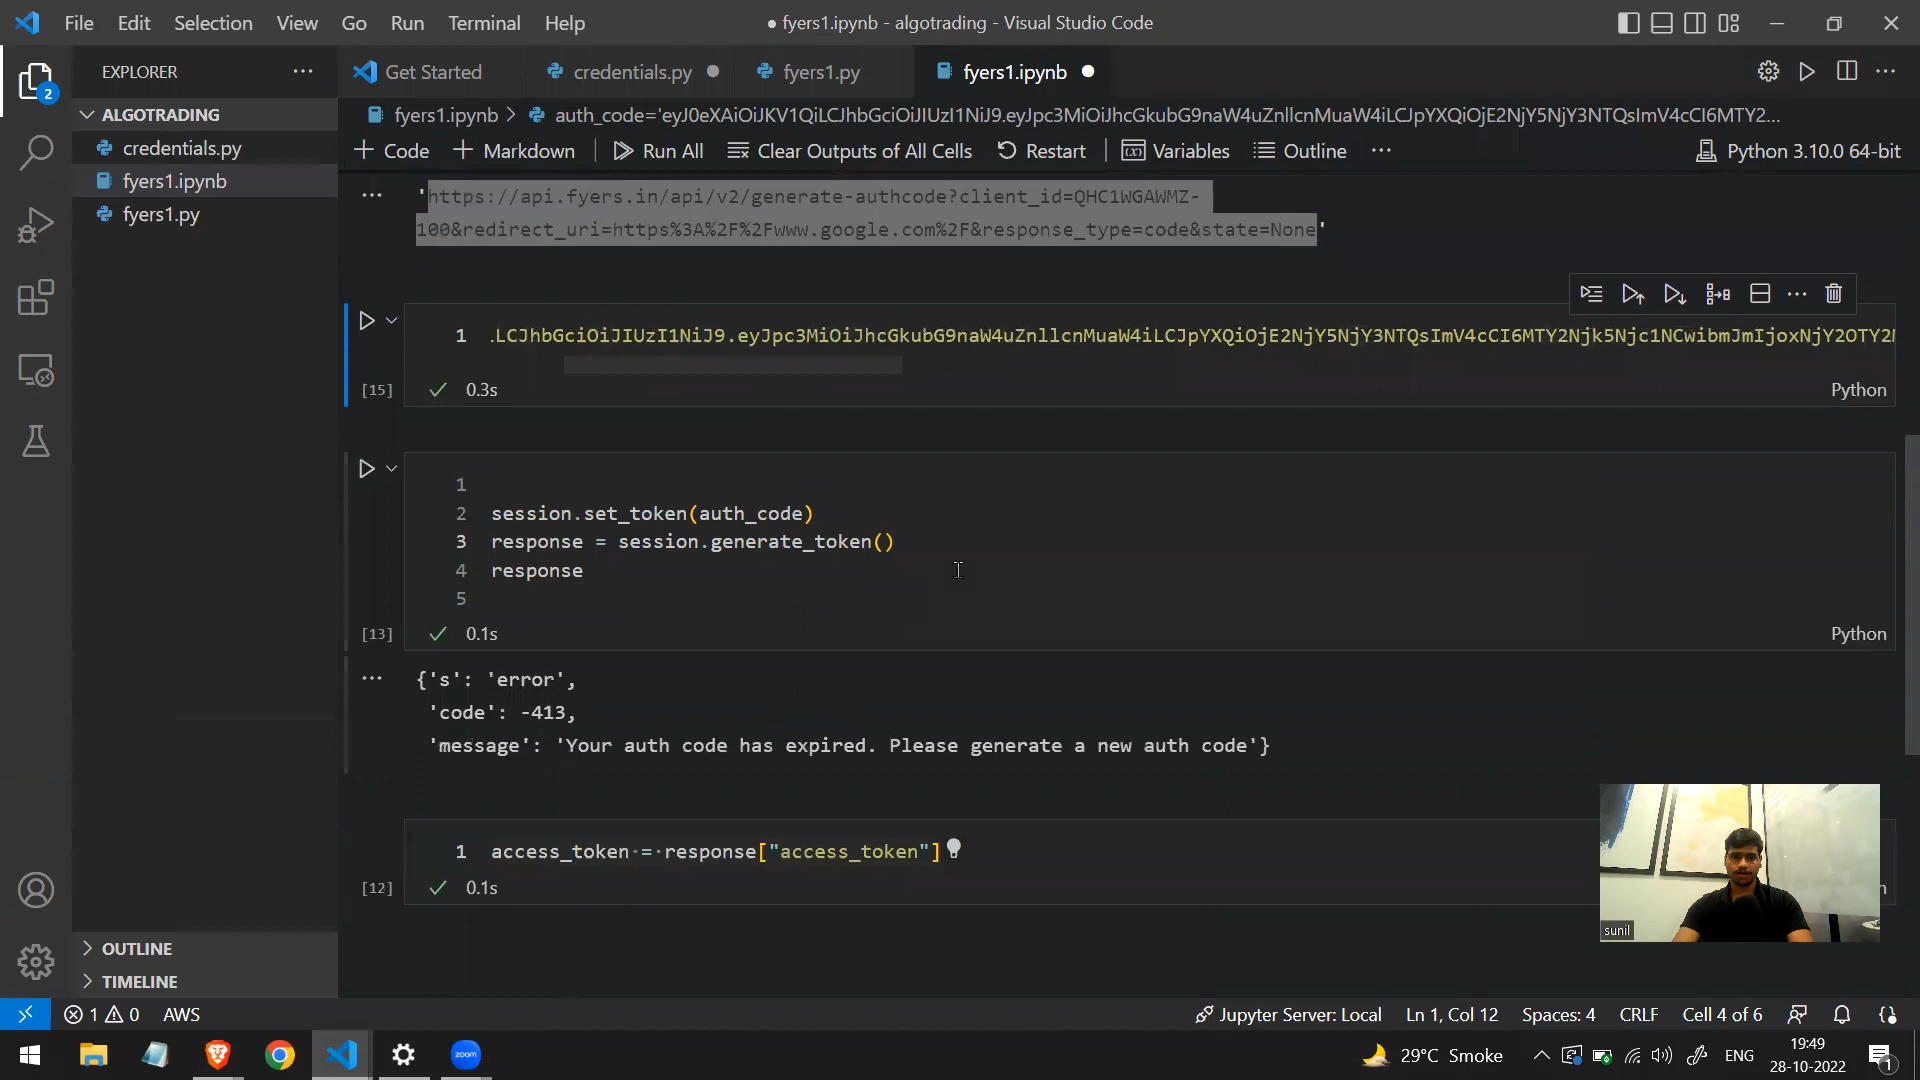 File Edit Selection View Go Run Terminal Help
● fyers1.ipynb - algotrading - Visual Studio Code
EXPLORER
Get Started
credentials.py
fyers1.py
fyers1.ipynb
2
ALGOTRADING
credentials.py
fyers1.ipynb
fyers1.py
fyers1.ipynb > auth_code='eyJ0eXAiOiJKV1QiLCJhbGciOiJIUzI1NiJ9.eyJpc3MiOiJhcGkubG9naW4uZnllcnMuaW4iLCJpYXQiOjE2NjY5NjY3NTQsImV4cCI6MTY2...
+ Code + Markdown Run All Clear Outputs of All Cells Restart Variables Outline ... Python 3.10.0 64-bit
'https://api.fyers.in/api/v2/generate-authcode?client_id=QHC1WGAWMZ-
100&redirect_uri=https%3A%2F%2Fwww.google.com%2F&response_type=code&state=None'
1 .LCJhbGciOiJIUzI1NiJ9.eyJpc3MiOiJhcGkubG9naW4uZnllcnMuaW4iLCJpYXQiOjE2NjY5NjY3NTQsImV4cCI6MTY2Njk5Njc1NCwibmJmIjoxNjY2OTY2N
[15] 0.3s Python
1
2 session.set_token(auth_code)
3 response = session.generate_token()
4 response
5
[13] 0.1s Python
{'s': 'error',
'code': -413,
'message': 'Your auth code has expired. Please generate a new auth code'}
1 access_token = response["access_token"]
[12] 0.1s
sunil
OUTLINE
TIMELINE
1 0 AWS
Jupyter Server: Local Ln 1, Col 12 Spaces: 4 CRLF Cell 4 of 6
zoom
29°C Smoke
ENG
19:49
28-10-2022
1